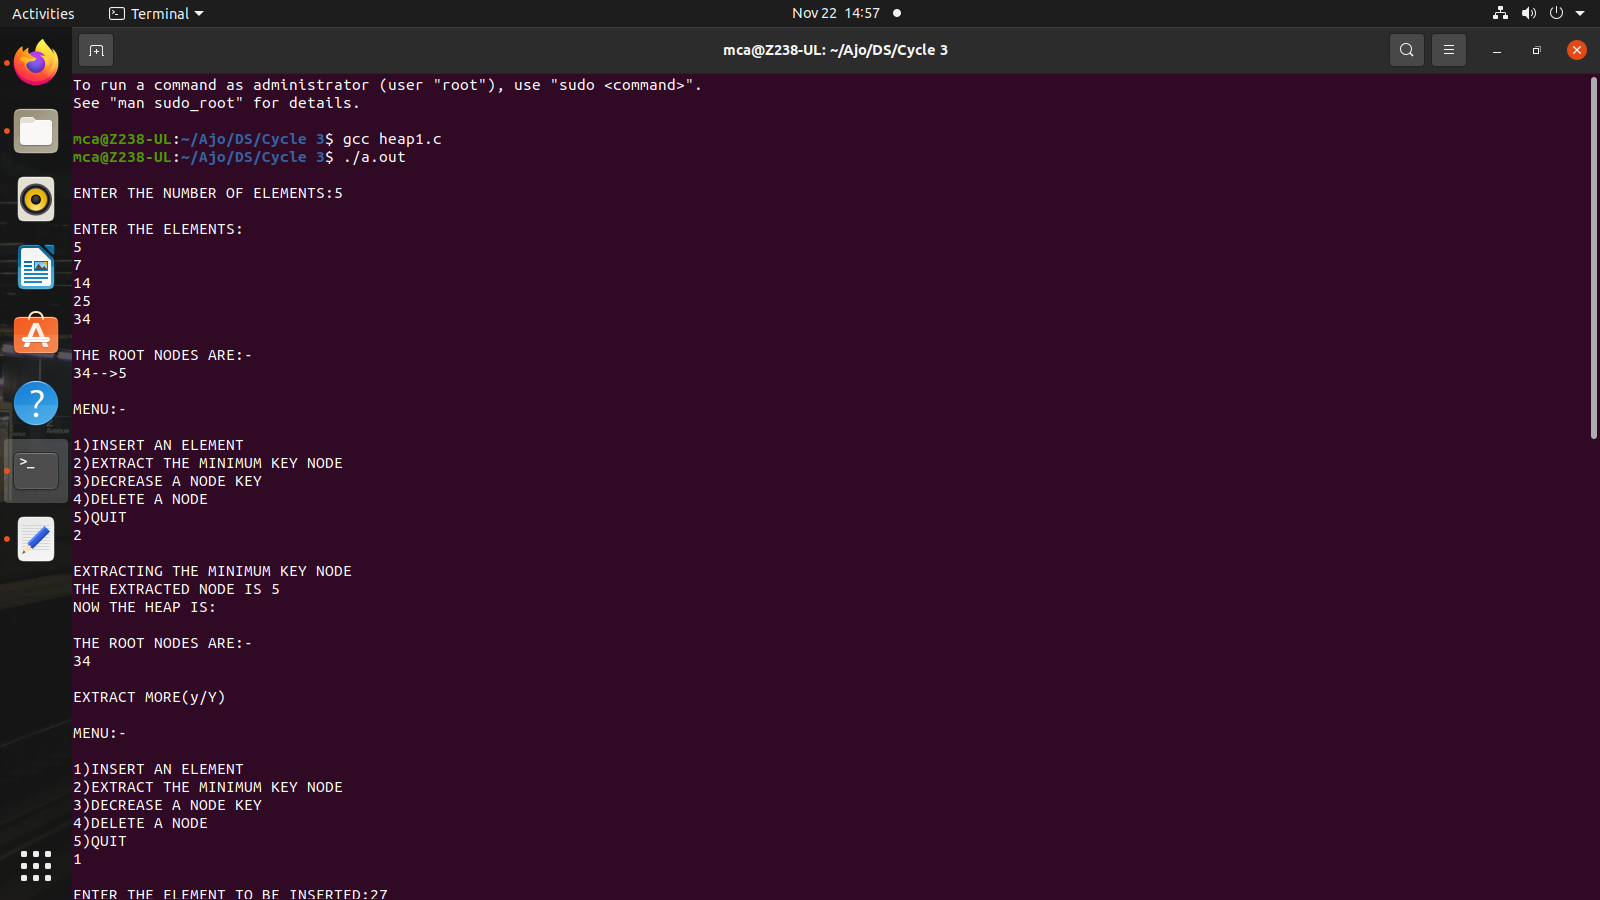 Activities
Terminal
Nov 22 14:57
mca@Z238-UL: ~/Ajo/DS/Cycle 3
To run a command as administrator (user "root"), use "sudo <command>".
See "man sudo_root" for details.
mca@Z238-UL:~/Ajo/DS/Cycle 3$ gcc heap1.c
mca@Z238-UL:~/Ajo/DS/Cycle 3$ ./a.out
ENTER THE NUMBER OF ELEMENTS:5
ENTER THE ELEMENTS:
5
7
14
25
34
THE ROOT NODES ARE:-
34-->5
MENU:-
1)INSERT AN ELEMENT
2)EXTRACT THE MINIMUM KEY NODE
3)DECREASE A NODE KEY
4)DELETE A NODE
5)QUIT
2
EXTRACTING THE MINIMUM KEY NODE
THE EXTRACTED NODE IS 5
NOW THE HEAP IS:
THE ROOT NODES ARE:-
34
EXTRACT MORE(y/Y)
MENU:-
1)INSERT AN ELEMENT
2)EXTRACT THE MINIMUM KEY NODE
3)DECREASE A NODE KEY
4)DELETE A NODE
5)QUIT
1
ENTER THE ELEMENT TO BE INSERTED:27